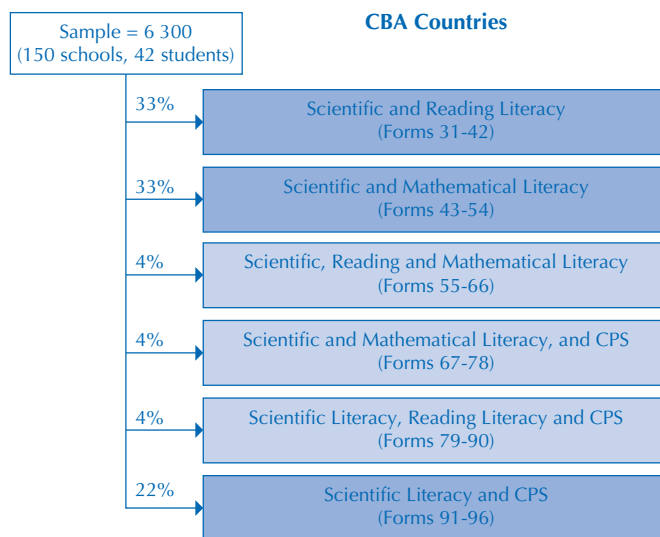 CBA Countries
Sample = 6 300
(150 schools, 42 students)
33%
Scientific and Reading Literacy
(Forms 31-42)
33%
Scientific and Mathematical Literacy
(Forms 43-54)
4%
Scientific, Reading and Mathematical Literacy
(Forms 55-66)
4%
Scientific and Mathematical Literacy, and CPS
(Forms 67-78)
4%
Scientific Literacy, Reading Literacy and CPS
(Forms 79-90)
22%
Scientific Literacy and CPS
(Forms 91-96)